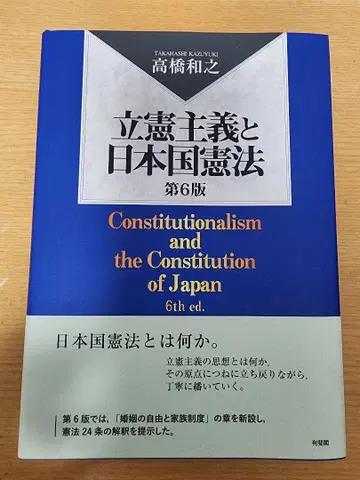 TAKAHASHI KAZUYUKI
高橋和之
立憲主義と
日本国憲法
第6版
Constitutionalism
and
the Constitution
of Japan
6th ed.
日本国憲法とは何か。
立憲主義の思想とは何か、
その原点につねに立ち戻りながら、
丁寧に繙いていく。
第6版では，「婚姻の自由と家族制度」の章を新設し，
憲法24条の解釈を提示した。
有斐閣